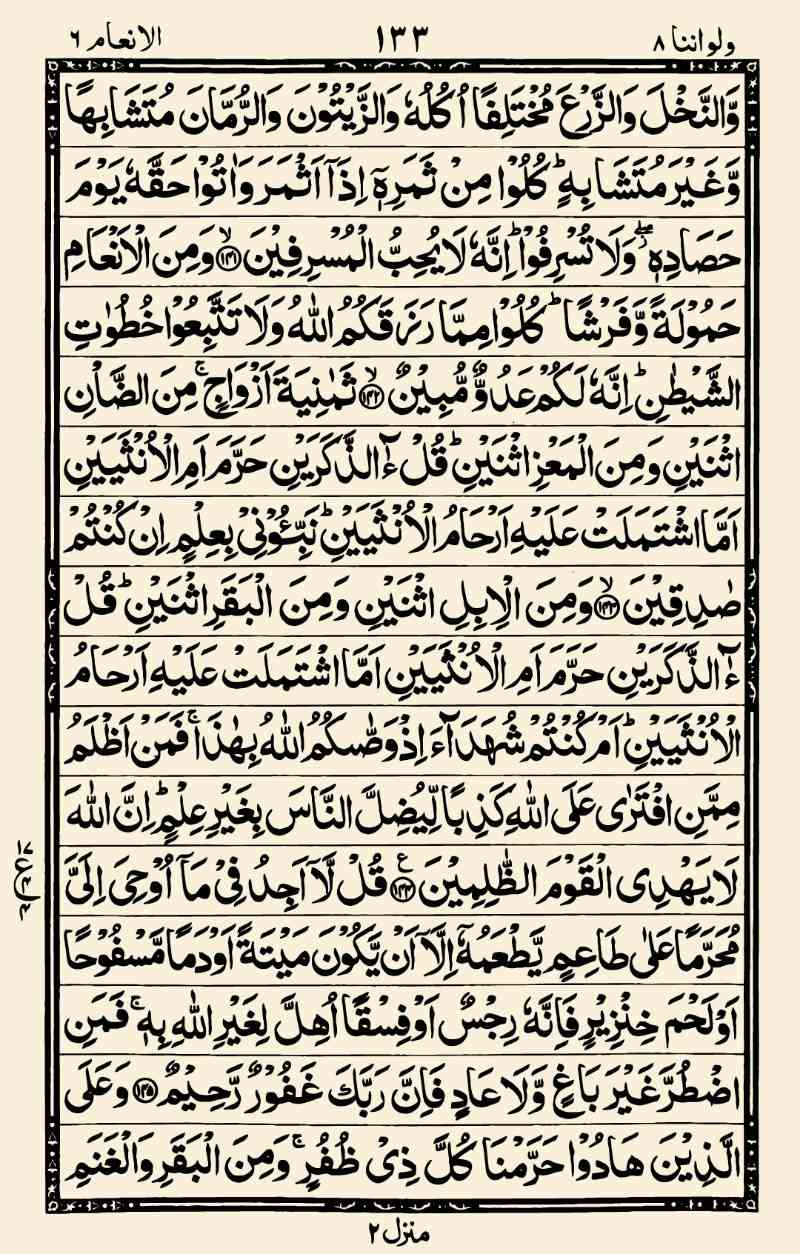 ولواننا ٨ ١٣٣ الانعام ٦
وَّالنَّخۡلَ وَالزَّرۡعَ مُخۡتَلِفًا اُكُلُهٗ وَالزَّيۡتُوۡنَ وَالرُّمَّانَ مُتَشَابِهًا
وَّغَيۡرَ مُتَشَابِهٍ ؕ كُلُوۡا مِنۡ ثَمَرِهٖۤ اِذَاۤ اَثۡمَرَ وَاٰتُوۡا حَقَّهٗ يَوۡمَ
حَصَادِهٖ ۖ وَلَا تُسۡرِفُوۡا ؕ اِنَّهٗ لَا يُحِبُّ الۡمُسۡرِفِيۡنَ ۙ‏﴿۱۴۱﴾ وَمِنَ الۡاَنۡعَامِ
حَمُوۡلَةً وَّفَرۡشًا ؕ كُلُوۡا مِمَّا رَزَقَكُمُ اللّٰهُ وَلَا تَتَّبِعُوۡا خُطُوٰتِ
الشَّيۡطٰنِ ؕ اِنَّهٗ لَكُمۡ عَدُوٌّ مُّبِيۡنٌ ۙ‏﴿۱۴۲﴾ ثَمٰنِيَةَ اَزۡوَاجٍ ۚ مِنَ الضَّاۡنِ
اثۡنَيۡنِ وَمِنَ الۡمَعۡزِ اثۡنَيۡنِ ؕ قُلۡ ءٰٓالذَّكَرَيۡنِ حَرَّمَ اَمِ الۡاُنۡثَيَيۡنِ
اَمَّا اشۡتَمَلَتۡ عَلَيۡهِ اَرۡحَامُ الۡاُنۡثَيَيۡنِ ؕ نَبِّـُٔوۡنِىۡ بِعِلۡمٍ اِنۡ كُنۡتُمۡ
صٰدِقِيۡنَ ۙ‏﴿۱۴۳﴾ وَمِنَ الۡاِبِلِ اثۡنَيۡنِ وَمِنَ الۡبَقَرِ اثۡنَيۡنِ ؕ قُلۡ
ءٰٓالذَّكَرَيۡنِ حَرَّمَ اَمِ الۡاُنۡثَيَيۡنِ اَمَّا اشۡتَمَلَتۡ عَلَيۡهِ اَرۡحَامُ
الۡاُنۡثَيَيۡنِ ؕ اَمۡ كُنۡتُمۡ شُهَدَآءَ اِذۡ وَصّٰٮكُمُ اللّٰهُ بِهٰذَا ۚ فَمَنۡ اَظۡلَمُ
مِمَّنِ افۡتَرٰى عَلَى اللّٰهِ كَذِبًا لِّيُضِلَّ النَّاسَ بِغَيۡرِ عِلۡمٍ ؕ اِنَّ اللّٰهَ
لَا يَهۡدِى الۡقَوۡمَ الظّٰلِمِيۡنَ ﴿۱۴۴﴾ ع قُلۡ لَّاۤ اَجِدُ فِىۡ مَاۤ اُوۡحِىَ اِلَىَّ
مُحَرَّمًا عَلٰى طَاعِمٍ يَّطۡعَمُهٗۤ اِلَّاۤ اَنۡ يَّكُوۡنَ مَيۡتَةً اَوۡ دَمًا مَّسۡفُوۡحًا
اَوۡ لَحۡمَ خِنۡزِيۡرٍ فَاِنَّهٗ رِجۡسٌ اَوۡ فِسۡقًا اُهِلَّ لِغَيۡرِ اللّٰهِ بِهٖ ۚ فَمَنِ
اضۡطُرَّ غَيۡرَ بَاغٍ وَّلَا عَادٍ فَاِنَّ رَبَّكَ غَفُوۡرٌ رَّحِيۡمٌ ﴿۱۴۵﴾ وَعَلَى
الَّذِيۡنَ هَادُوۡا حَرَّمۡنَا كُلَّ ذِىۡ ظُفُرٍ ۚ وَمِنَ الۡبَقَرِ وَالۡغَنَمِ
منزل ٢